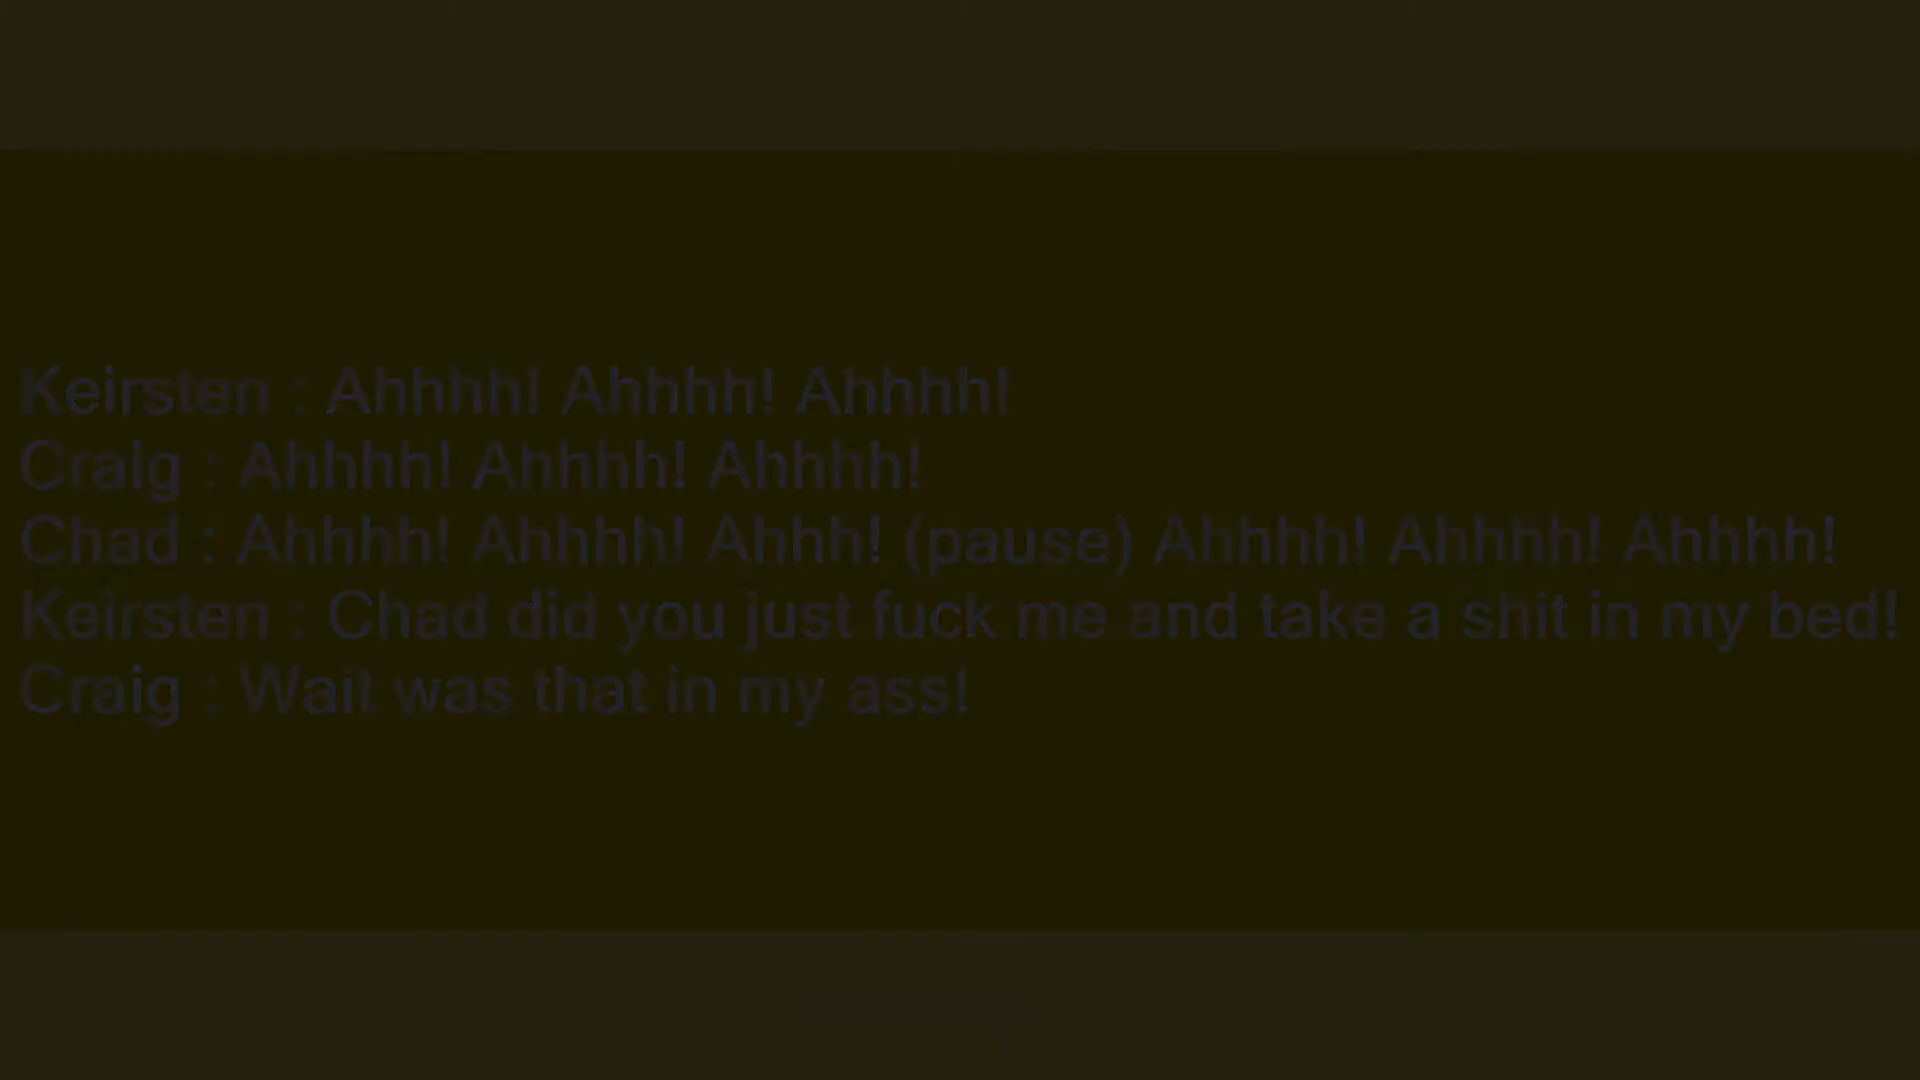 Keirsten : Ahhhh! Ahhhh! Ahhhh!
Craig : Ahhhh! Ahhhh! Ahhhh!
Chad : Ahhhh! Ahhhh! Ahhh! (pause) Ahhhh! Ahhhh! Ahhhh!
Keirsten : Chad did you just fuck me and take a shit in my bed!
Craig : Wait was that in my ass!